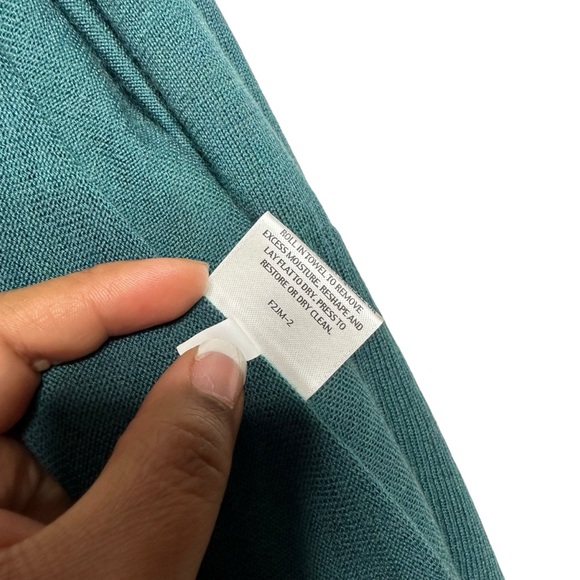 ROLL IN TOWEL TO REMOVE
EXCESS MOISTURE. RESHAPE AND
LAY FLAT TO DRY. PRESS TO
RESTORE OR DRY CLEAN.
F2JM-2